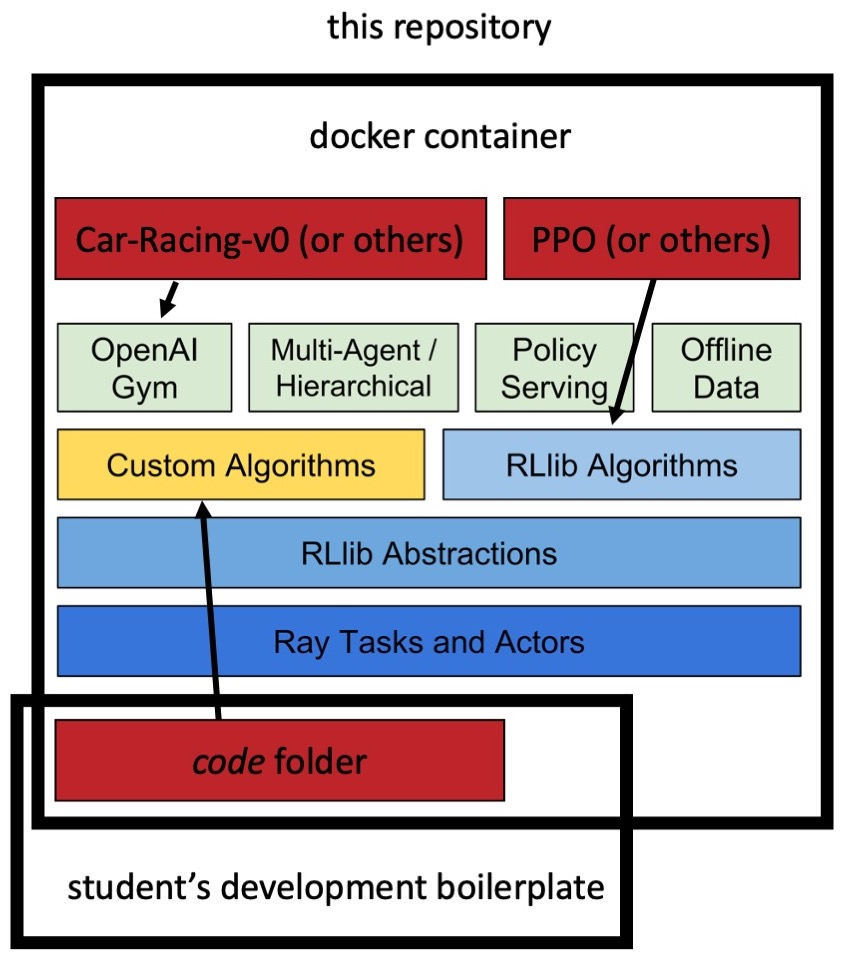 this repository
docker container
Car-Racing-v0 (or others)
PPO (or others)
OpenAI
Gym
Multi-Agent /
Hierarchical
Policy
Serving
Offline
Data
Custom Algorithms
RLlib Algorithms
RLlib Abstractions
Ray Tasks and Actors
code folder
student’s development boilerplate